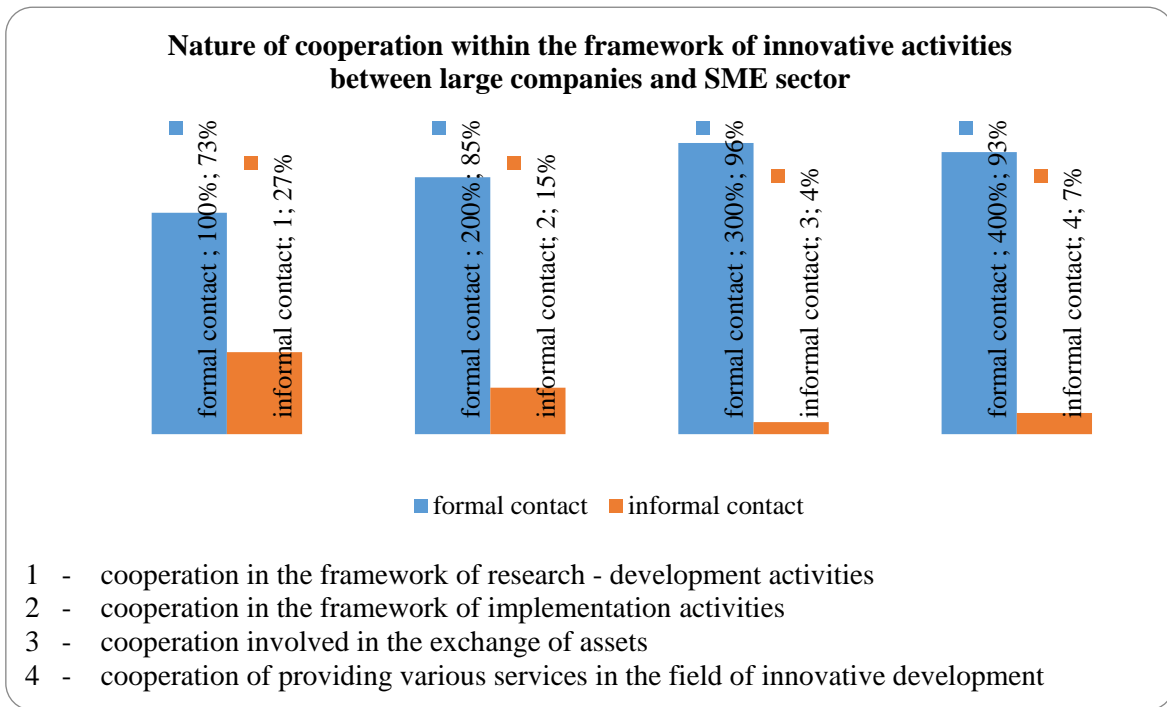 Nature of cooperation within the framework of innovative activities
between large companies and SME sector
formal contact ; 100%; 73%
informal contact; 1; 27%
formal contact ; 200%; 85%
informal contact; 2; 15%
formal contact ; 300%; 96%
informal contact; 3; 4%
formal contact ; 400%; 93%
informal contact; 4; 7%
formal contact informal contact
1 - cooperation in the framework of research - development activities
2 - cooperation in the framework of implementation activities
3 - cooperation involved in the exchange of assets
4 - cooperation of providing various services in the field of innovative development